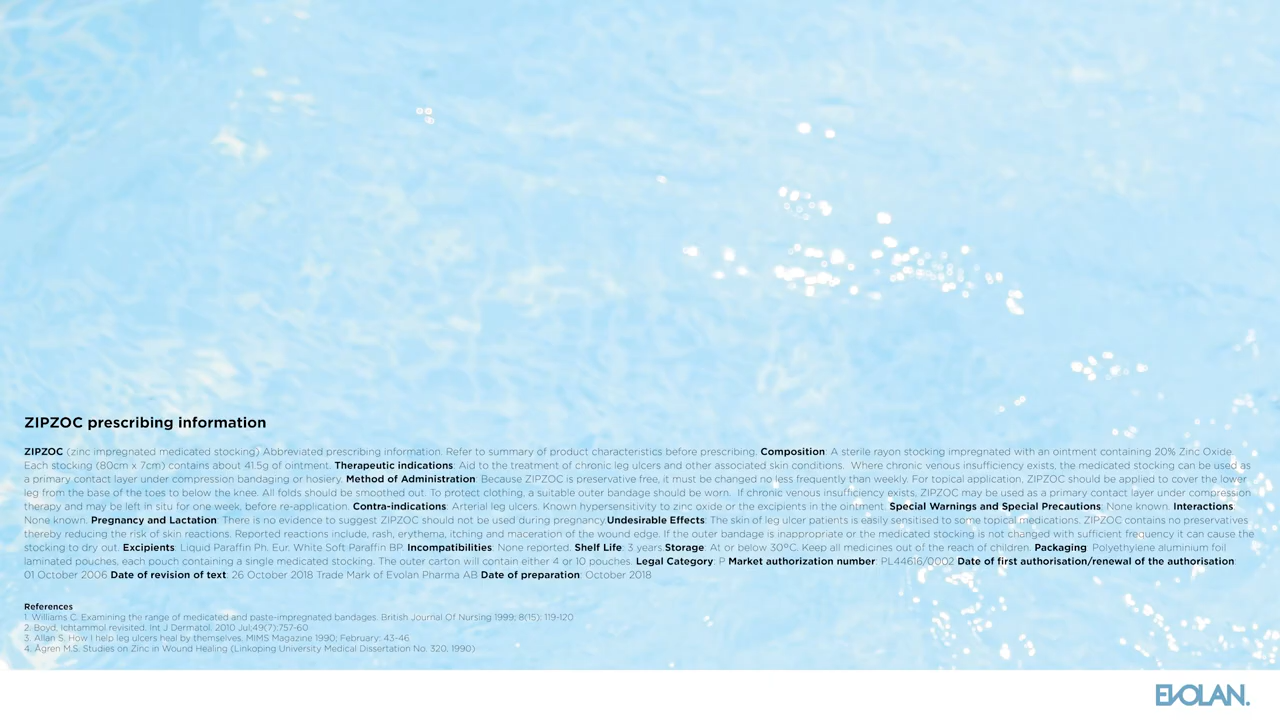 ZIPZOC prescribing information
ZIPZOC (zinc impregnated medicated stocking) Abbreviated prescribing information. Refer to summary of product characteristics before prescribing. Composition: A sterile rayon stocking impregnated with an ointment containing 20% Zinc Oxide.
Each stocking (80cm x 7cm) contains about 41.5g of ointment. Therapeutic indications: Aid to the treatment of chronic leg ulcers and other associated skin conditions. Where chronic venous insufficiency exists, the medicated stocking can be used as
a primary contact layer under compression bandaging or hosiery. Method of Administration: Because ZIPZOC is preservative free, it must be changed no less frequently than weekly. For topical application, ZIPZOC should be applied to cover the lower
leg from the base of the toes to below the knee. All folds should be smoothed out. To protect clothing, a suitable outer bandage should be worn. If chronic venous insufficiency exists, ZIPZOC may be used as a primary contact layer under compression
therapy and may be left in situ for one week, before re-application. Contra-indications: Arterial leg ulcers. Known hypersensitivity to zinc oxide or the excipients in the ointment. Special Warnings and Special Precautions: None known. Interactions:
None known. Pregnancy and Lactation: There is no evidence to suggest ZIPZOC should not be used during pregnancy Undesirable Effects: The skin of leg ulcer patients is easily sensitised to some topical medications. ZIPZOC contains no preservatives
thereby reducing the risk of skin reactions. Reported reactions include, rash, erythema, itching and maceration of the wound edge. If the outer bandage is inappropriate or the medicated stocking is not changed with sufficient frequency it can cause the
stocking to dry out. Excipients: Liquid Paraffin Ph. Eur. White Soft Paraffin BP. Incompatibilities: None reported. Shelf Life: 3 years Storage: At or below 30ºC. Keep all medicines out of the reach of children. Packaging: Polyethylene aluminium foil
laminated pouches, each pouch containing a single medicated stocking. The outer carton will contain either 4 or 10 pouches. Legal Category: P Market authorization number: PL44616/0002 Date of first authorisation/renewal of the authorisation:
01 October 2006 Date of revision of text: 26 October 2018 Trade Mark of Evolan Pharma AB Date of preparation: October 2018
References
1. Williams C. Examining the range of medicated and paste-impregnated bandages. British Journal Of Nursing 1999; 8(15): 119-120
2. Boyd, Ichtammol revisited. Int J Dermatol. 2010 Jul;49(7):757-60
3. Allan S. How I help leg ulcers heal by themselves. MIMS Magazine 1990; February: 43-46
4. Ågren M.S. Studies on Zinc in Wound Healing (Linkoping University Medical Dissertation No. 320, 1990)
EVOLAN.